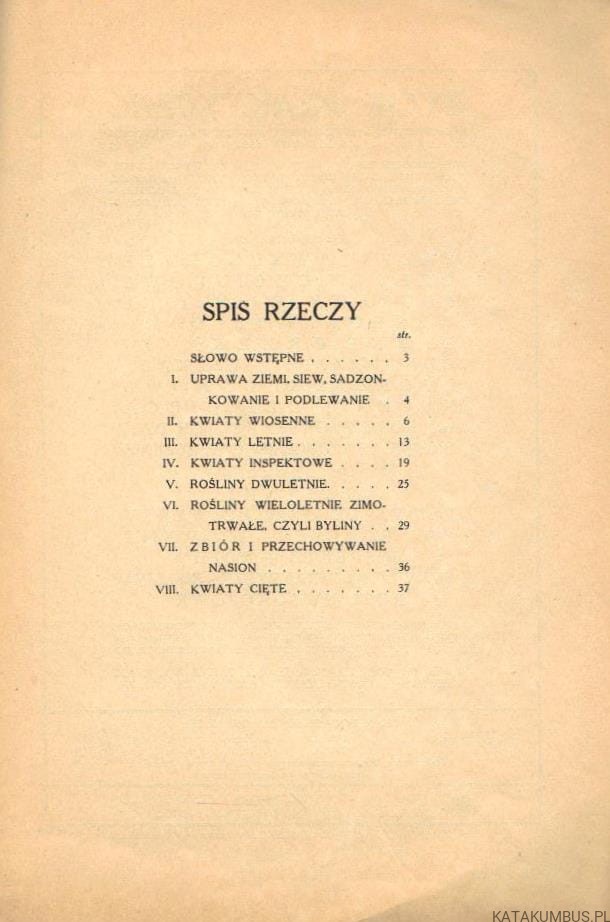 SPIS RZECZY
str.
SŁOWO WSTĘPNE . . . . . . 3
I. UPRAWA ZIEMI, SIEW, SADZON-
KOWANIE I PODLEWANIE . 4
II. KWIATY WIOSENNE . . . . . 6
III. KWIATY LETNIE . . . . . . . 13
IV. KWIATY INSPEKTOWE . . . . 19
V. ROŚLINY DWULETNIE. . . . . 25
VI. ROŚLINY WIELOLETNIE ZIMO-
TRWAŁE, CZYLI BYLINY . . 29
VII. ZBIÓR I PRZECHOWYWANIE
NASION . . . . . . . . . 36
VIII. KWIATY CIĘTE . . . . . . . 37
KATAKUMBUS.PL